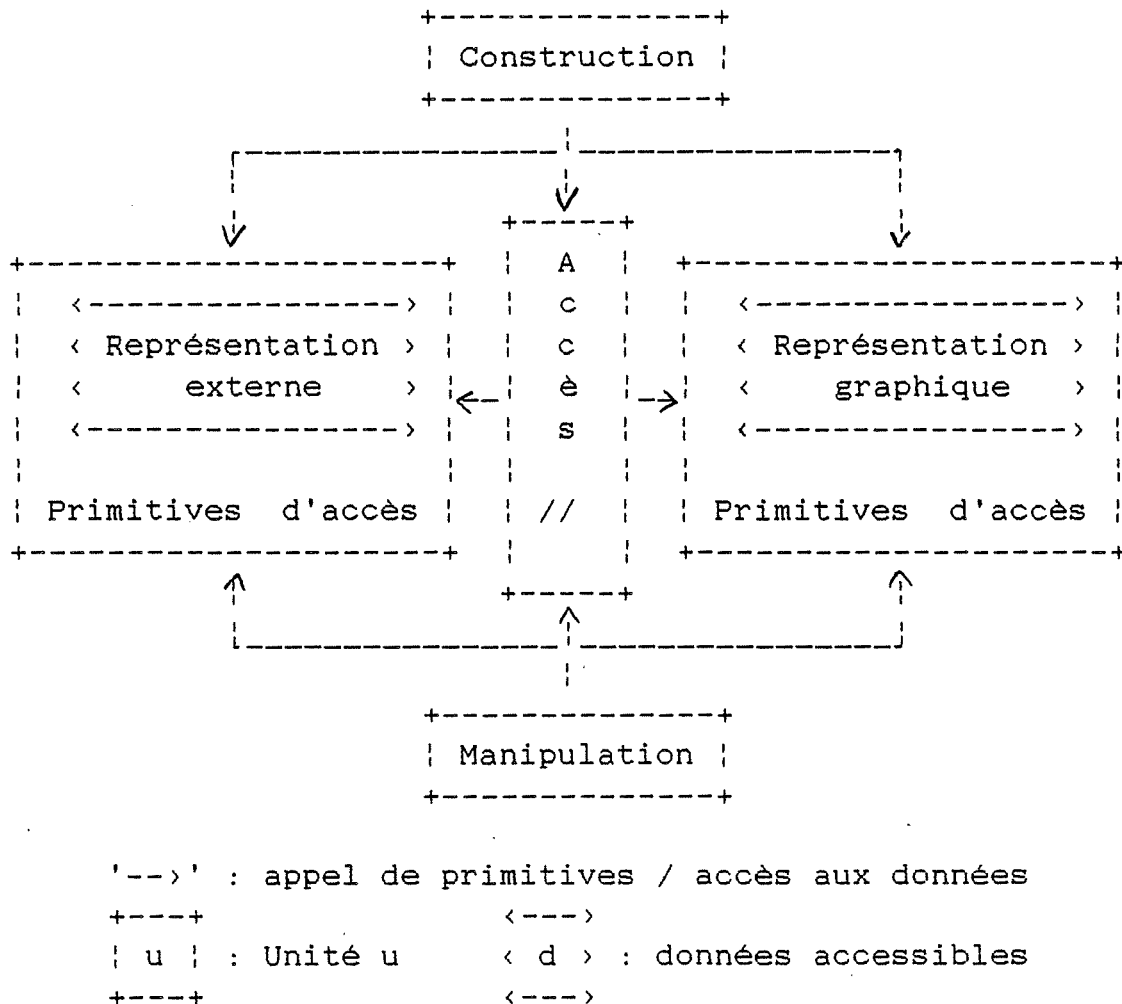 Construction
Accès //
Représentation
externe
Primitives d'accès
Représentation
graphique
Primitives d'accès
Manipulation
'-->' : appel de primitives / accès aux données
u : Unité u
d : données accessibles